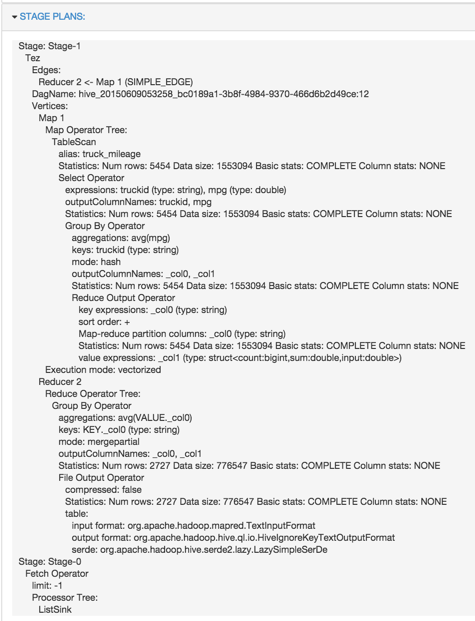 STAGE PLANS:
Stage: Stage-1
Tez
Edges:
Reducer 2 <- Map 1 (SIMPLE_EDGE)
DagName: hive_20150609053258_bc0189a1-3b8f-4984-9370-466d6b2d49ce:12
Vertices:
Map 1
Map Operator Tree:
TableScan
alias: truck_mileage
Statistics: Num rows: 5454 Data size: 1553094 Basic stats: COMPLETE Column stats: NONE
Select Operator
expressions: truckid (type: string), mpg (type: double)
outputColumnNames: truckid, mpg
Statistics: Num rows: 5454 Data size: 1553094 Basic stats: COMPLETE Column stats: NONE
Group By Operator
aggregations: avg(mpg)
keys: truckid (type: string)
mode: hash
outputColumnNames: _col0, _col1
Statistics: Num rows: 5454 Data size: 1553094 Basic stats: COMPLETE Column stats: NONE
Reduce Output Operator
key expressions: _col0 (type: string)
sort order: +
Map-reduce partition columns: _col0 (type: string)
Statistics: Num rows: 5454 Data size: 1553094 Basic stats: COMPLETE Column stats: NONE
value expressions: _col1 (type: struct<count:bigint,sum:double,input:double>)
Execution mode: vectorized
Reducer 2
Reduce Operator Tree:
Group By Operator
aggregations: avg(VALUE._col0)
keys: KEY._col0 (type: string)
mode: mergepartial
outputColumnNames: _col0, _col1
Statistics: Num rows: 2727 Data size: 776547 Basic stats: COMPLETE Column stats: NONE
File Output Operator
compressed: false
Statistics: Num rows: 2727 Data size: 776547 Basic stats: COMPLETE Column stats: NONE
table:
input format: org.apache.hadoop.mapred.TextInputFormat
output format: org.apache.hadoop.hive.ql.io.HiveIgnoreKeyTextOutputFormat
serde: org.apache.hadoop.hive.serde2.lazy.LazySimpleSerDe
Stage: Stage-0
Fetch Operator
limit: -1
Processor Tree:
ListSink